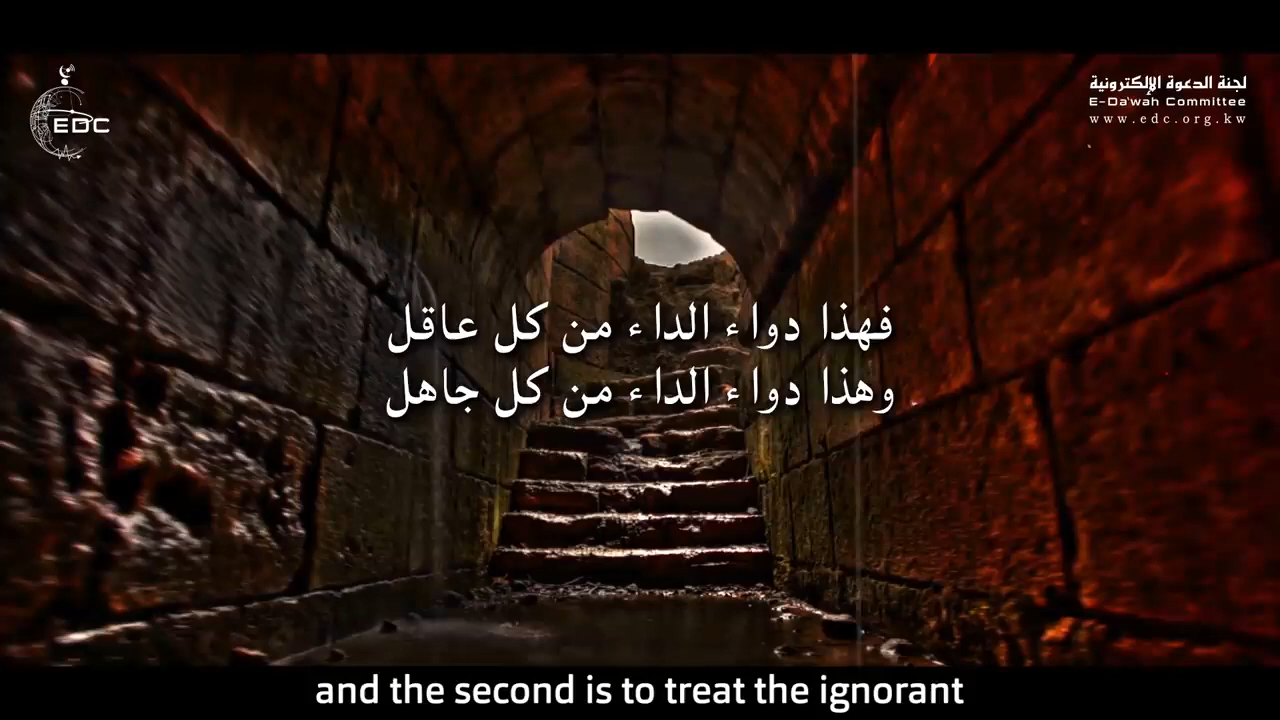 EDC
لجنة الدعوة الإلكترونية
E-Da'wah Committee
www.edc.org.kw
فهذا دواء الداء من كل عاقل
وهذا دواء الداء من كل جاهل
and the second is to treat the ignorant